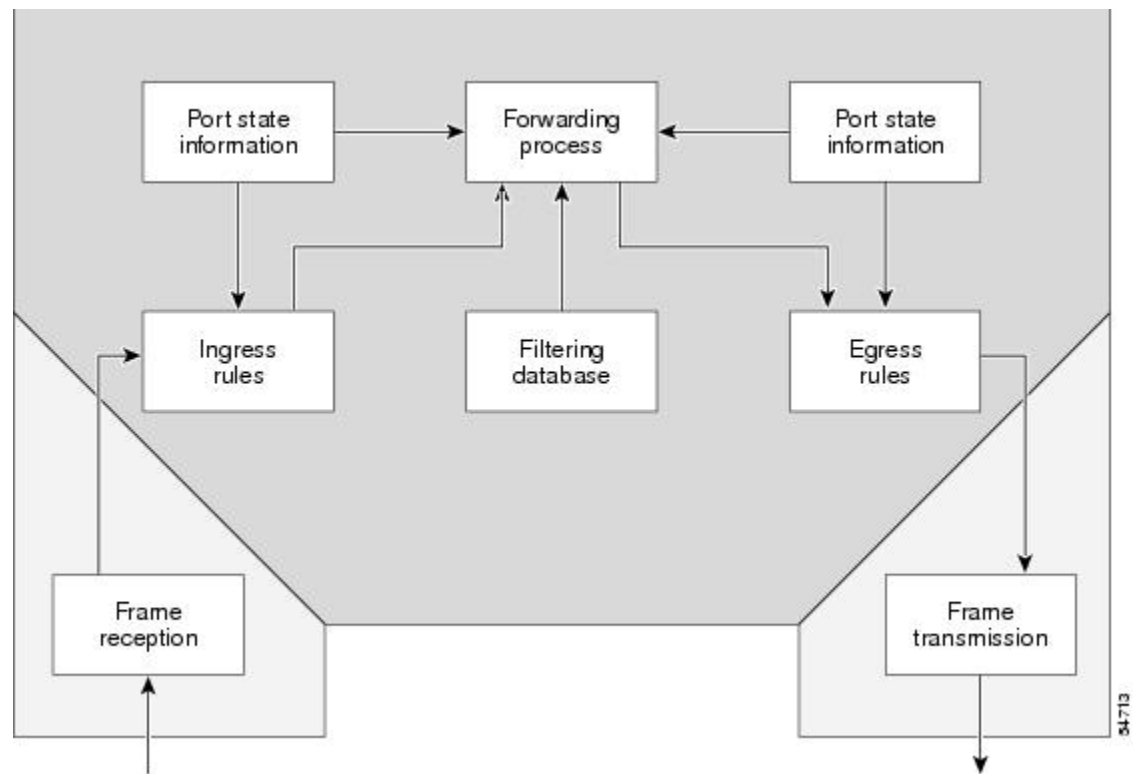 Port state
information
Forwarding
process
Port state
information
Ingress
rules
Filtering
database
Egress
rules
Frame
reception
Frame
transmission
54713